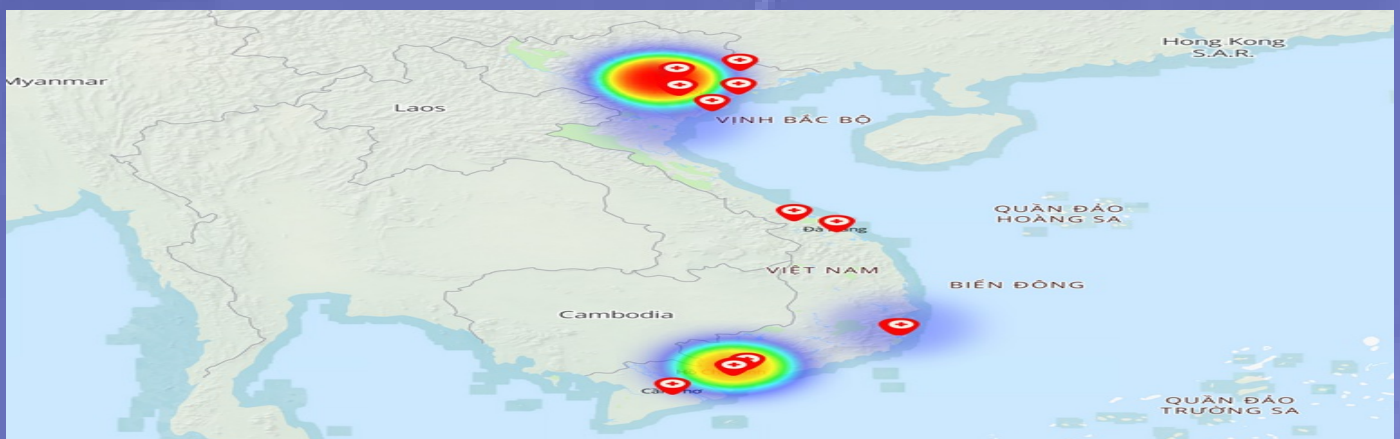 Hong Kong
S.A.R.
Myanmar
Laos
VỊNH BẮC BỘ
QUẦN ĐẢO
HOÀNG SA
VIỆT NAM
BIỂN ĐÔNG
Cambodia
QUẦN ĐẢO
TRƯỜNG SA